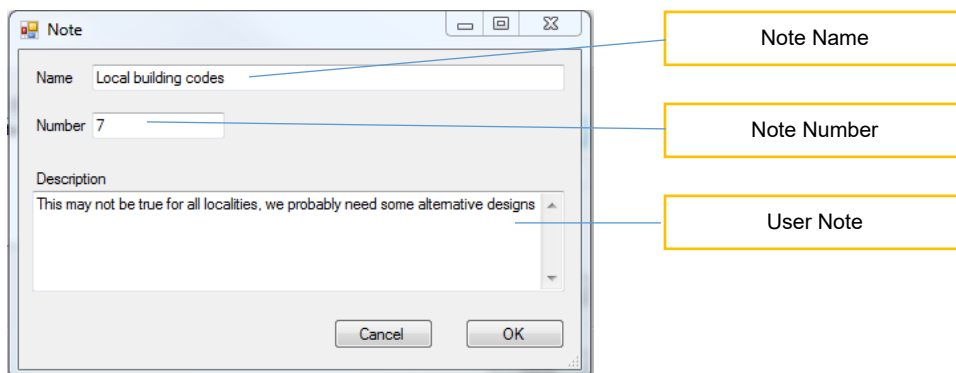 Note
Note Name
Name Local building codes
Number 7
Note Number
Description
This may not be true for all localities, we probably need some alternative designs
User Note
Cancel OK